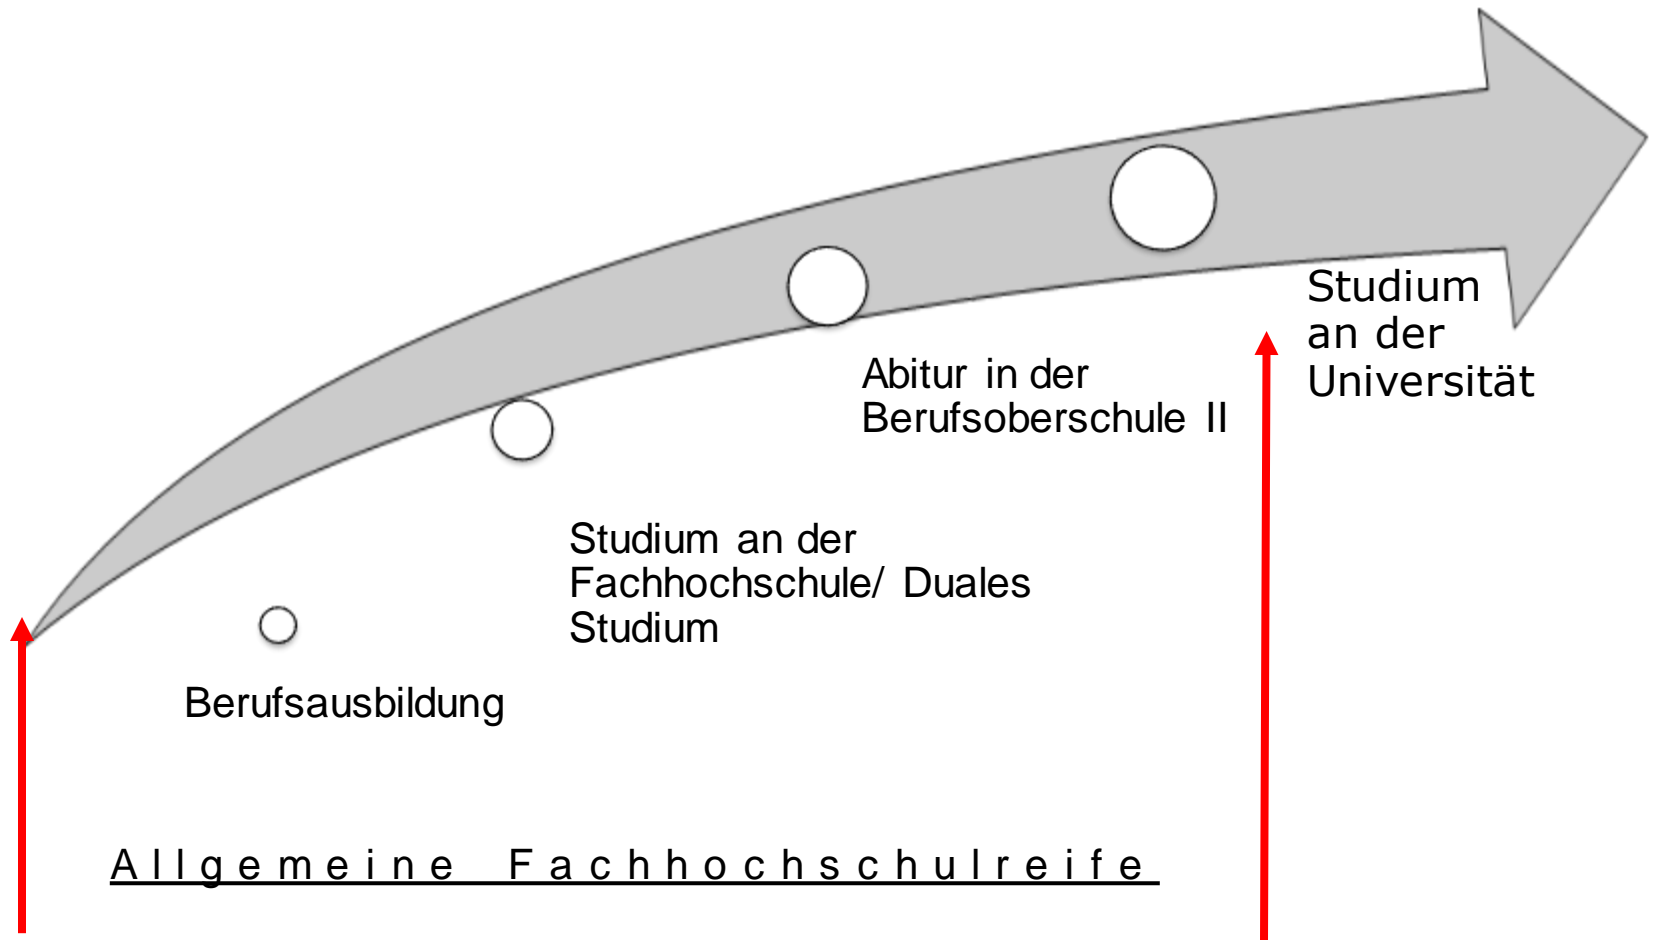 Studium
an der
Universität
Abitur in der
Berufsoberschule II
Studium an der
Fachhochschule/ Duales
Studium
Berufsausbildung
Allgemeine Fachhochschulreife